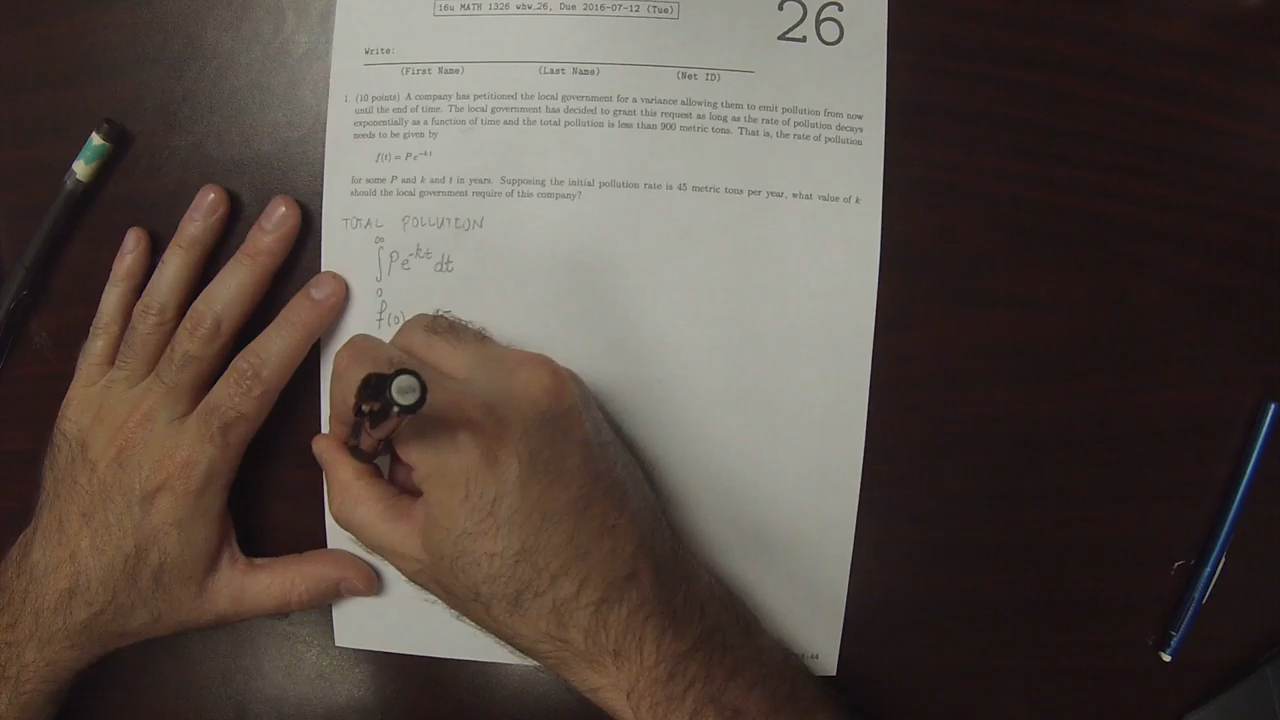 16u MATH 1326 whw_26, Due 2016-07-12 (Tue)
26
Write:
(First Name) (Last Name) (Net ID)
1. (10 points) A company has petitioned the local government for a variance allowing them to emit pollution from now
until the end of time. The local government has decided to grant this request as long as the rate of pollution decays
exponentially as a function of time and the total pollution is less than 900 metric tons. That is, the rate of pollution
needs to be given by
f(t) = Pe^{-kt}
for some P and k and t in years. Supposing the initial pollution rate is 45 metric tons per year, what value of k
should the local government require of this company?
TOTAL POLLUTION
∞
∫Pe^{-kt}dt
0
f(0)